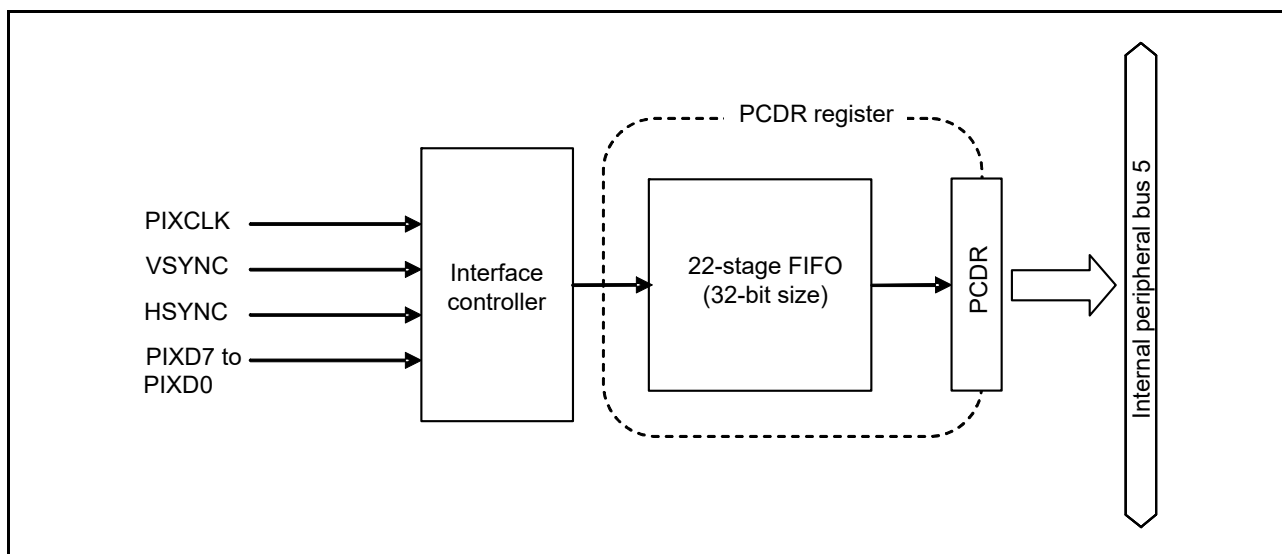 PCDR register
PIXCLK
VSYNC
HSYNC
PIXD7 to
PIXD0
Interface
controller
22-stage FIFO
(32-bit size)
PCDR
Internal peripheral bus 5